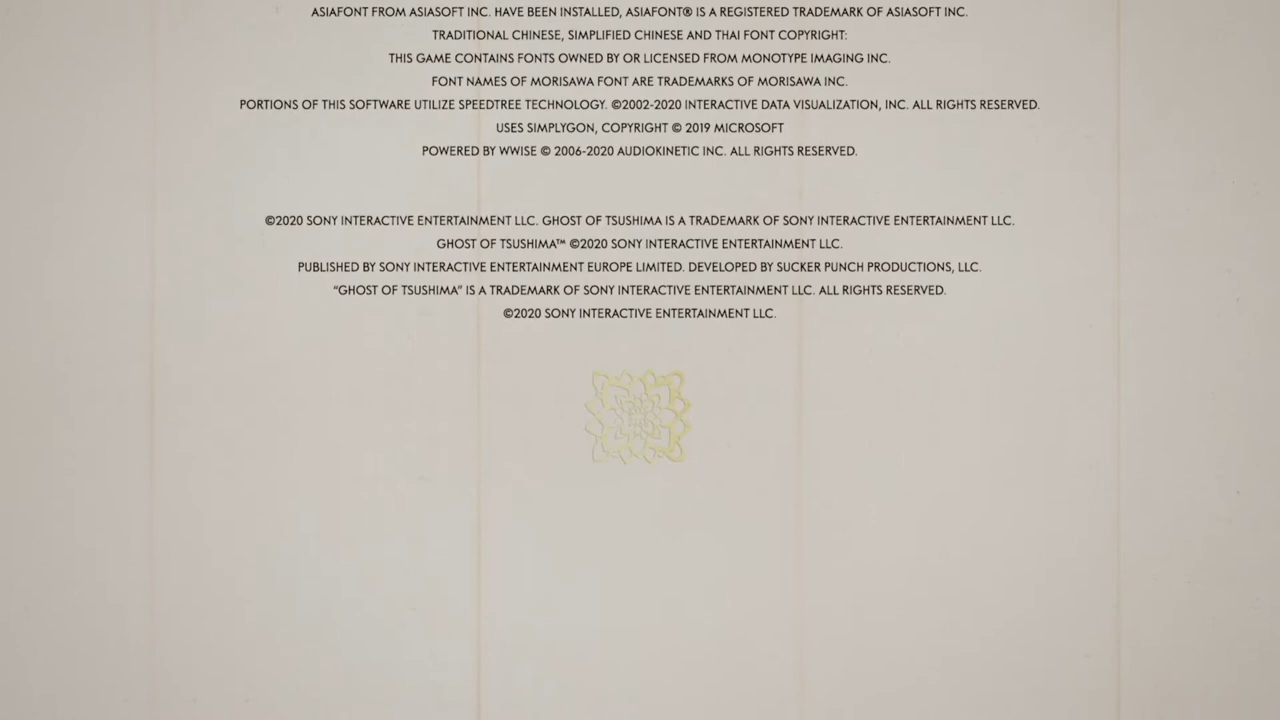 ASIAFONT FROM ASIASOFT INC. HAVE BEEN INSTALLED, ASIAFONT® IS A REGISTERED TRADEMARK OF ASIASOFT INC.
TRADITIONAL CHINESE, SIMPLIFIED CHINESE AND THAI FONT COPYRIGHT:
THIS GAME CONTAINS FONTS OWNED BY OR LICENSED FROM MONOTYPE IMAGING INC.
FONT NAMES OF MORISAWA FONT ARE TRADEMARKS OF MORISAWA INC.
PORTIONS OF THIS SOFTWARE UTILIZE SPEEDTREE TECHNOLOGY. ©2002-2020 INTERACTIVE DATA VISUALIZATION, INC. ALL RIGHTS RESERVED.
USES SIMPLYGON, COPYRIGHT © 2019 MICROSOFT
POWERED BY WWISE © 2006-2020 AUDIOKINETIC INC. ALL RIGHTS RESERVED.
©2020 SONY INTERACTIVE ENTERTAINMENT LLC. GHOST OF TSUSHIMA IS A TRADEMARK OF SONY INTERACTIVE ENTERTAINMENT LLC.
GHOST OF TSUSHIMA™ ©2020 SONY INTERACTIVE ENTERTAINMENT LLC.
PUBLISHED BY SONY INTERACTIVE ENTERTAINMENT EUROPE LIMITED. DEVELOPED BY SUCKER PUNCH PRODUCTIONS, LLC.
“GHOST OF TSUSHIMA” IS A TRADEMARK OF SONY INTERACTIVE ENTERTAINMENT LLC. ALL RIGHTS RESERVED.
©2020 SONY INTERACTIVE ENTERTAINMENT LLC.